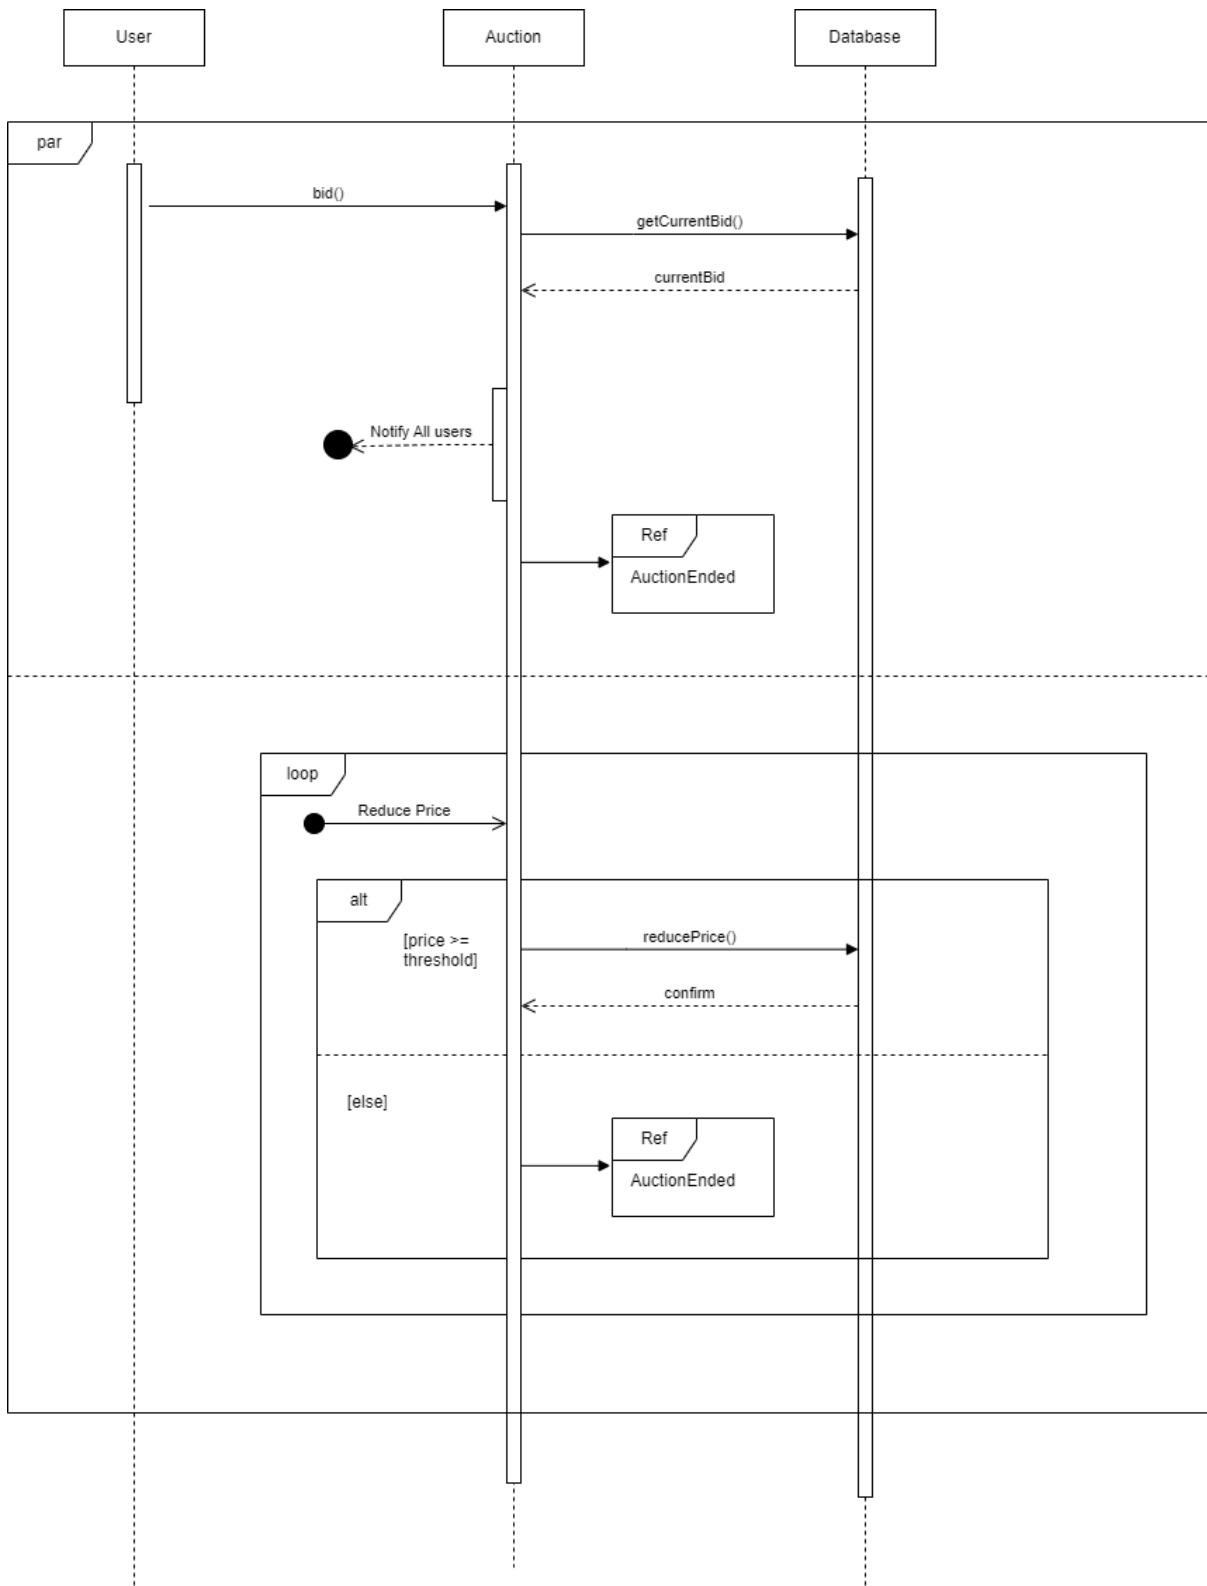 User
Auction
Database
par
bid()
getCurrentBid()
currentBid
Notify All users
Ref
AuctionEnded
loop
Reduce Price
alt
[price >=
threshold]
reducePrice()
confirm
[else]
Ref
AuctionEnded